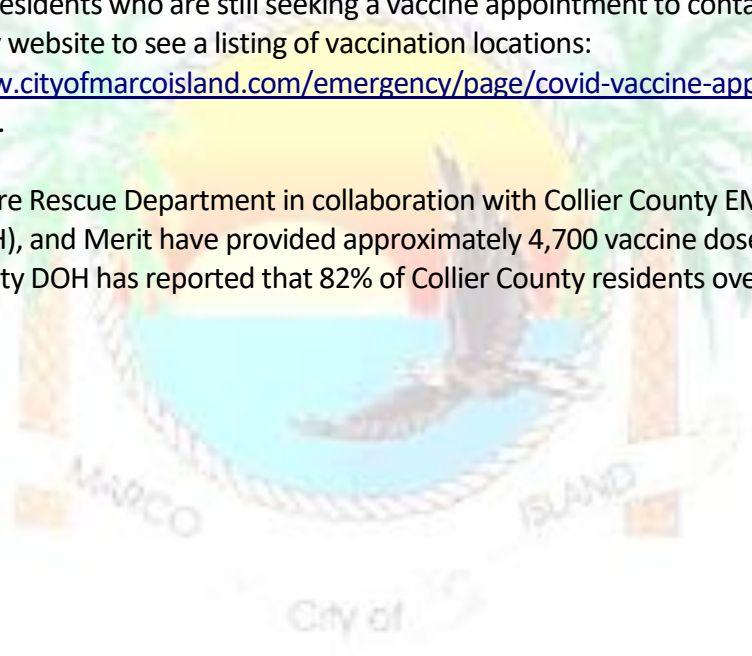 esidents who are still seeking a vaccine appointment to conta
website to see a listing of vaccination locations:
w.cityofmarcoisland.com/emergency/page/covid-vaccine-app
.
re Rescue Department in collaboration with Collier County EM
H), and Merit have provided approximately 4,700 vaccine dose
ty DOH has reported that 82% of Collier County residents ove
MARCO ISLAND
City of